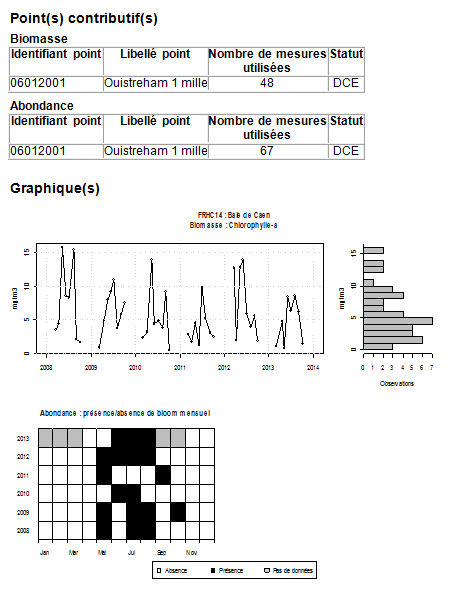 Point(s) contributif(s)
Biomasse
Identifiant point Libellé point Nombre de mesures utilisées Statut
06012001 Ouistreham 1 mille 48 DCE
Abondance
Identifiant point Libellé point Nombre de mesures utilisées Statut
06012001 Ouistreham 1 mille 67 DCE
Graphique(s)
FRHC14 : Baie de Caen
Biomasse : Chlorophylle-a
mg/m3
15
10
5
0
2008 2009 2010 2011 2012 2013 2014
mg/m3
15
10
5
0
0 1 2 3 4 5 6 7
Observations
Abondance : présence/absence de bloom mensuel
2013
2012
2011
2010
2009
2008
Jan Mar Mai Jul Sep Nov
Absence Présence Pas de données